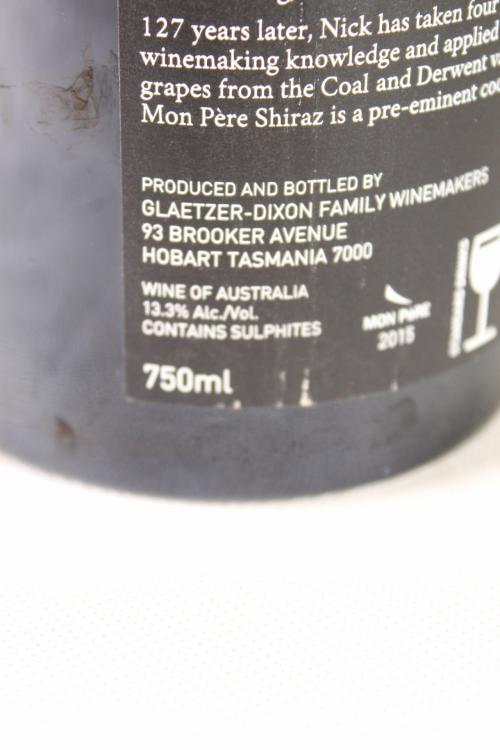 127 years later, Nick has taken four
winemaking knowledge and applied
grapes from the Coal and Derwent
Mon Père Shiraz is a pre-eminent
PRODUCED AND BOTTLED BY
GLAETZER-DIXON FAMILY WINEMAKERS
93 BROOKER AVENUE
HOBART TASMANIA 7000
WINE OF AUSTRALIA
13.3% Alc./Vol.
CONTAINS SULPHITES
MON PèRE
2015
750ml